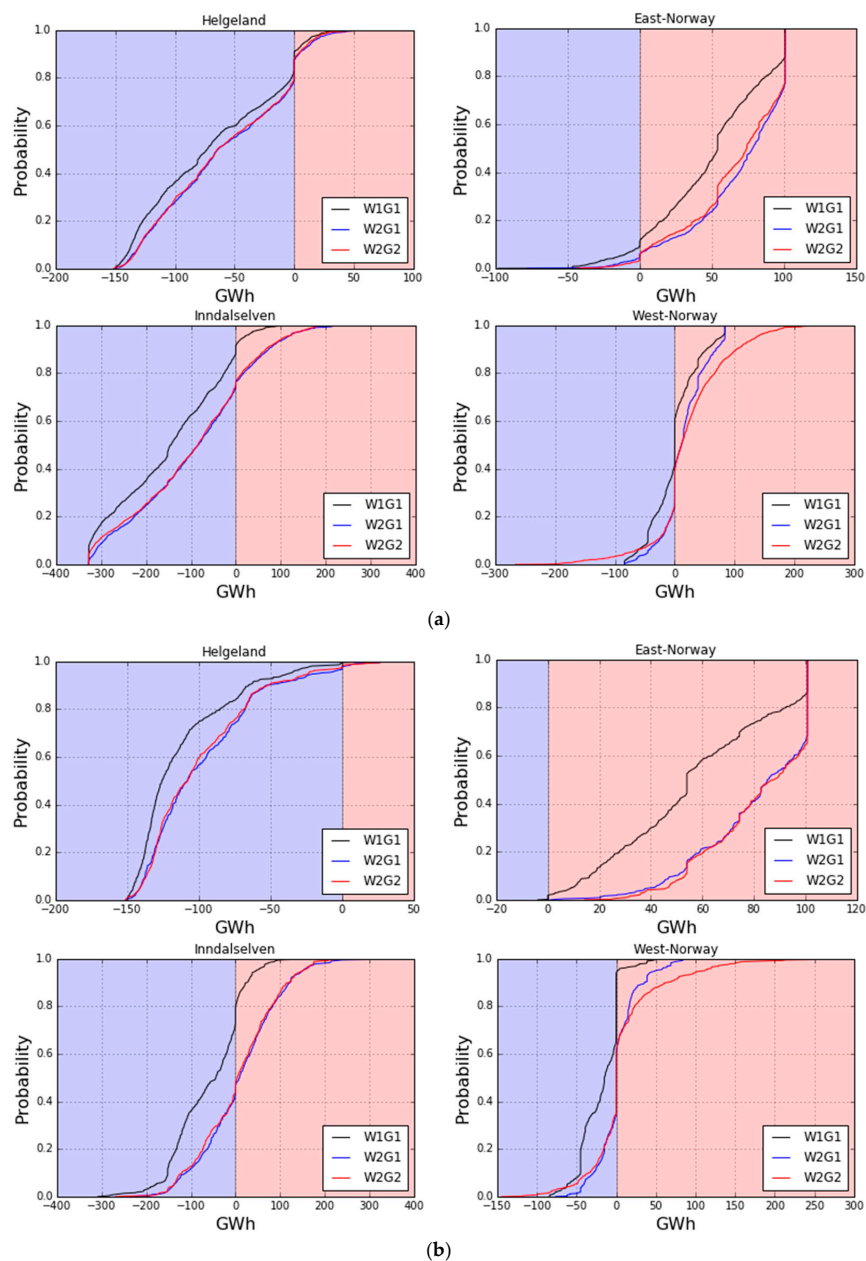 Helgeland
East-Norway
1.0
0.8
0.6
0.4
0.2
0.0
Probability
W1G1
W2G1
W2G2
−200 −150 −100 −50 0 50 100
GWh
1.0
0.8
0.6
0.4
0.2
0.0
Probability
W1G1
W2G1
W2G2
−100 −50 0 50 100 150
GWh
Inndalselven
West-Norway
1.0
0.8
0.6
0.4
0.2
0.0
Probability
W1G1
W2G1
W2G2
−400 −300 −200 −100 0 100 200 300 400
GWh
1.0
0.8
0.6
0.4
0.2
0.0
Probability
W1G1
W2G1
W2G2
−300 −200 −100 0 100 200 300
GWh
(a)
Helgeland
East-Norway
1.0
0.8
0.6
0.4
0.2
0.0
Probability
W1G1
W2G1
W2G2
−200 −150 −100 −50 0 50
GWh
1.0
0.8
0.6
0.4
0.2
0.0
Probability
W1G1
W2G1
W2G2
−20 0 20 40 60 80 100 120
GWh
Inndalselven
West-Norway
1.0
0.8
0.6
0.4
0.2
0.0
Probability
W1G1
W2G1
W2G2
−400 −300 −200 −100 0 100 200 300 400
GWh
1.0
0.8
0.6
0.4
0.2
0.0
Probability
W1G1
W2G1
W2G2
−150 −100 −50 0 50 100 150 200 250 300
GWh
(b)